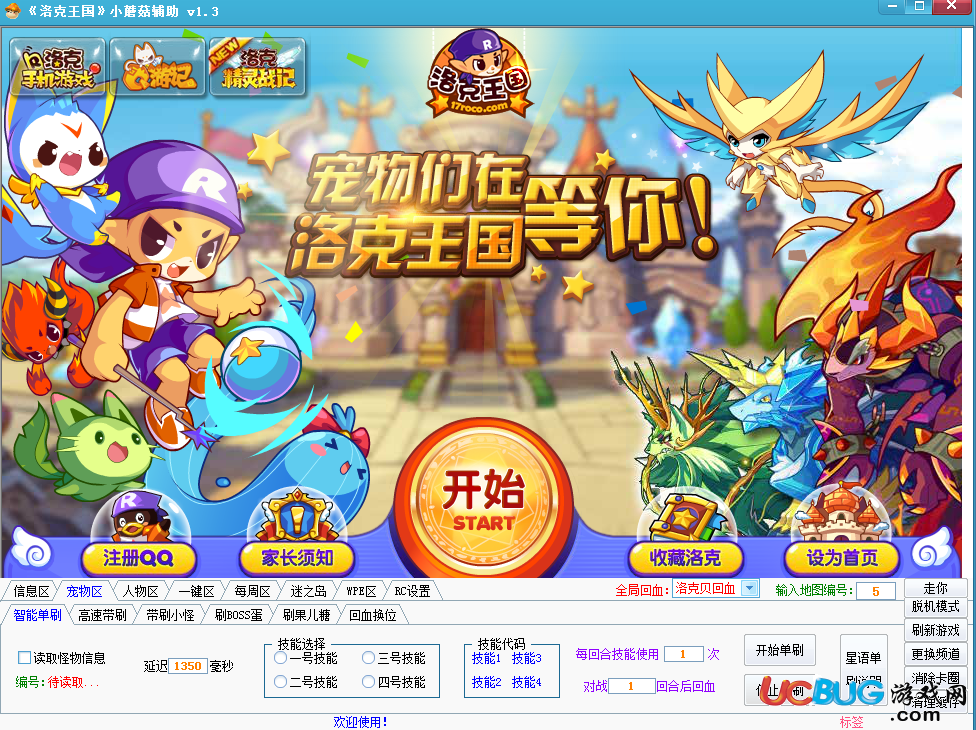 《洛克王国》小蘑菇辅助 v1.3
洛克
手机游戏
西游记
NEW
洛克
精灵战记
R
洛克王国
17roco.com
宠物们在
洛克王国等你!
R
开始
START
注册QQ
家长须知
收藏洛克
设为首页
信息区 宠物区 人物区 一键区 每周区 迷之岛 WPE区 RC设置
全局回血: 洛克贝回血 输入地图编号: 5 走你
智能单刷 高速带刷 带刷小怪 刷BOSS蛋 刷果儿糖 回血换位
脱机模式
刷新游戏
更换频道
消除卡圈
清理缓存
读取怪物信息
编号:待读取...
延迟 1350 毫秒
技能选择
一号技能 三号技能
二号技能 四号技能
技能代码
技能1 技能3
技能2 技能4
每回合技能使用 1 次
对战 1 回合后回血
开始单刷
星语单
UCBUG游戏网
.com
欢迎使用!
标签